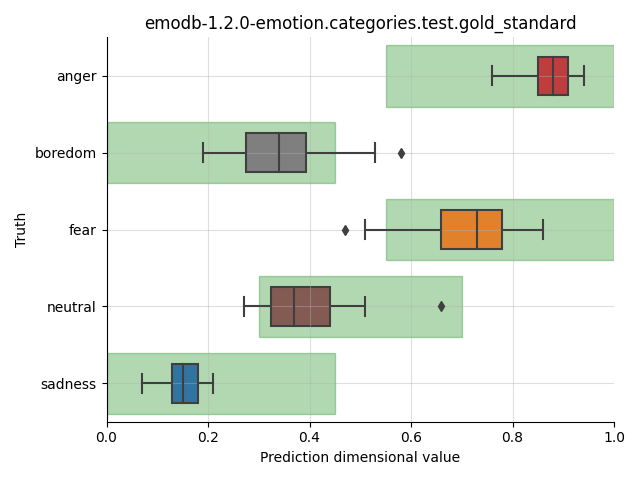 emodb-1.2.0-emotion.categories.test.gold_standard
anger
boredom
fear
neutral
sadness
Truth
0.0 0.2 0.4 0.6 0.8 1.0
Prediction dimensional value